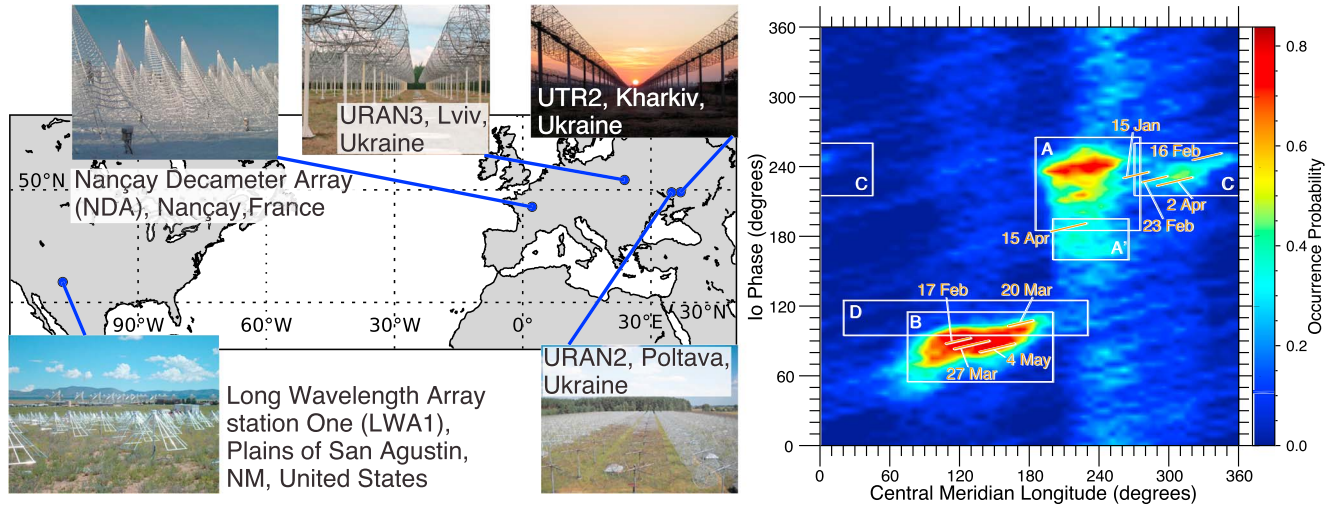 URAN3, Lviv,
Ukraine
UTR2, Kharkiv,
Ukraine
50°N
Nançay Decameter Array
(NDA), Nançay,France
90°W
60°W
30°W
0°
30°E
30°N
URAN2, Poltava,
Ukraine
Long Wavelength Array
station One (LWA1),
Plains of San Agustin,
NM, United States
360
300
240
180
120
60
0
Io Phase (degrees)
0
60
120
180
240
300
360
Central Meridian Longitude (degrees)
A
15 Jan
16 Feb
C
C
2 Apr
23 Feb
15 Apr
A'
17 Feb
20 Mar
D
B
4 May
27 Mar
0.8
0.6
0.4
0.2
0.0
Occurrence Probability